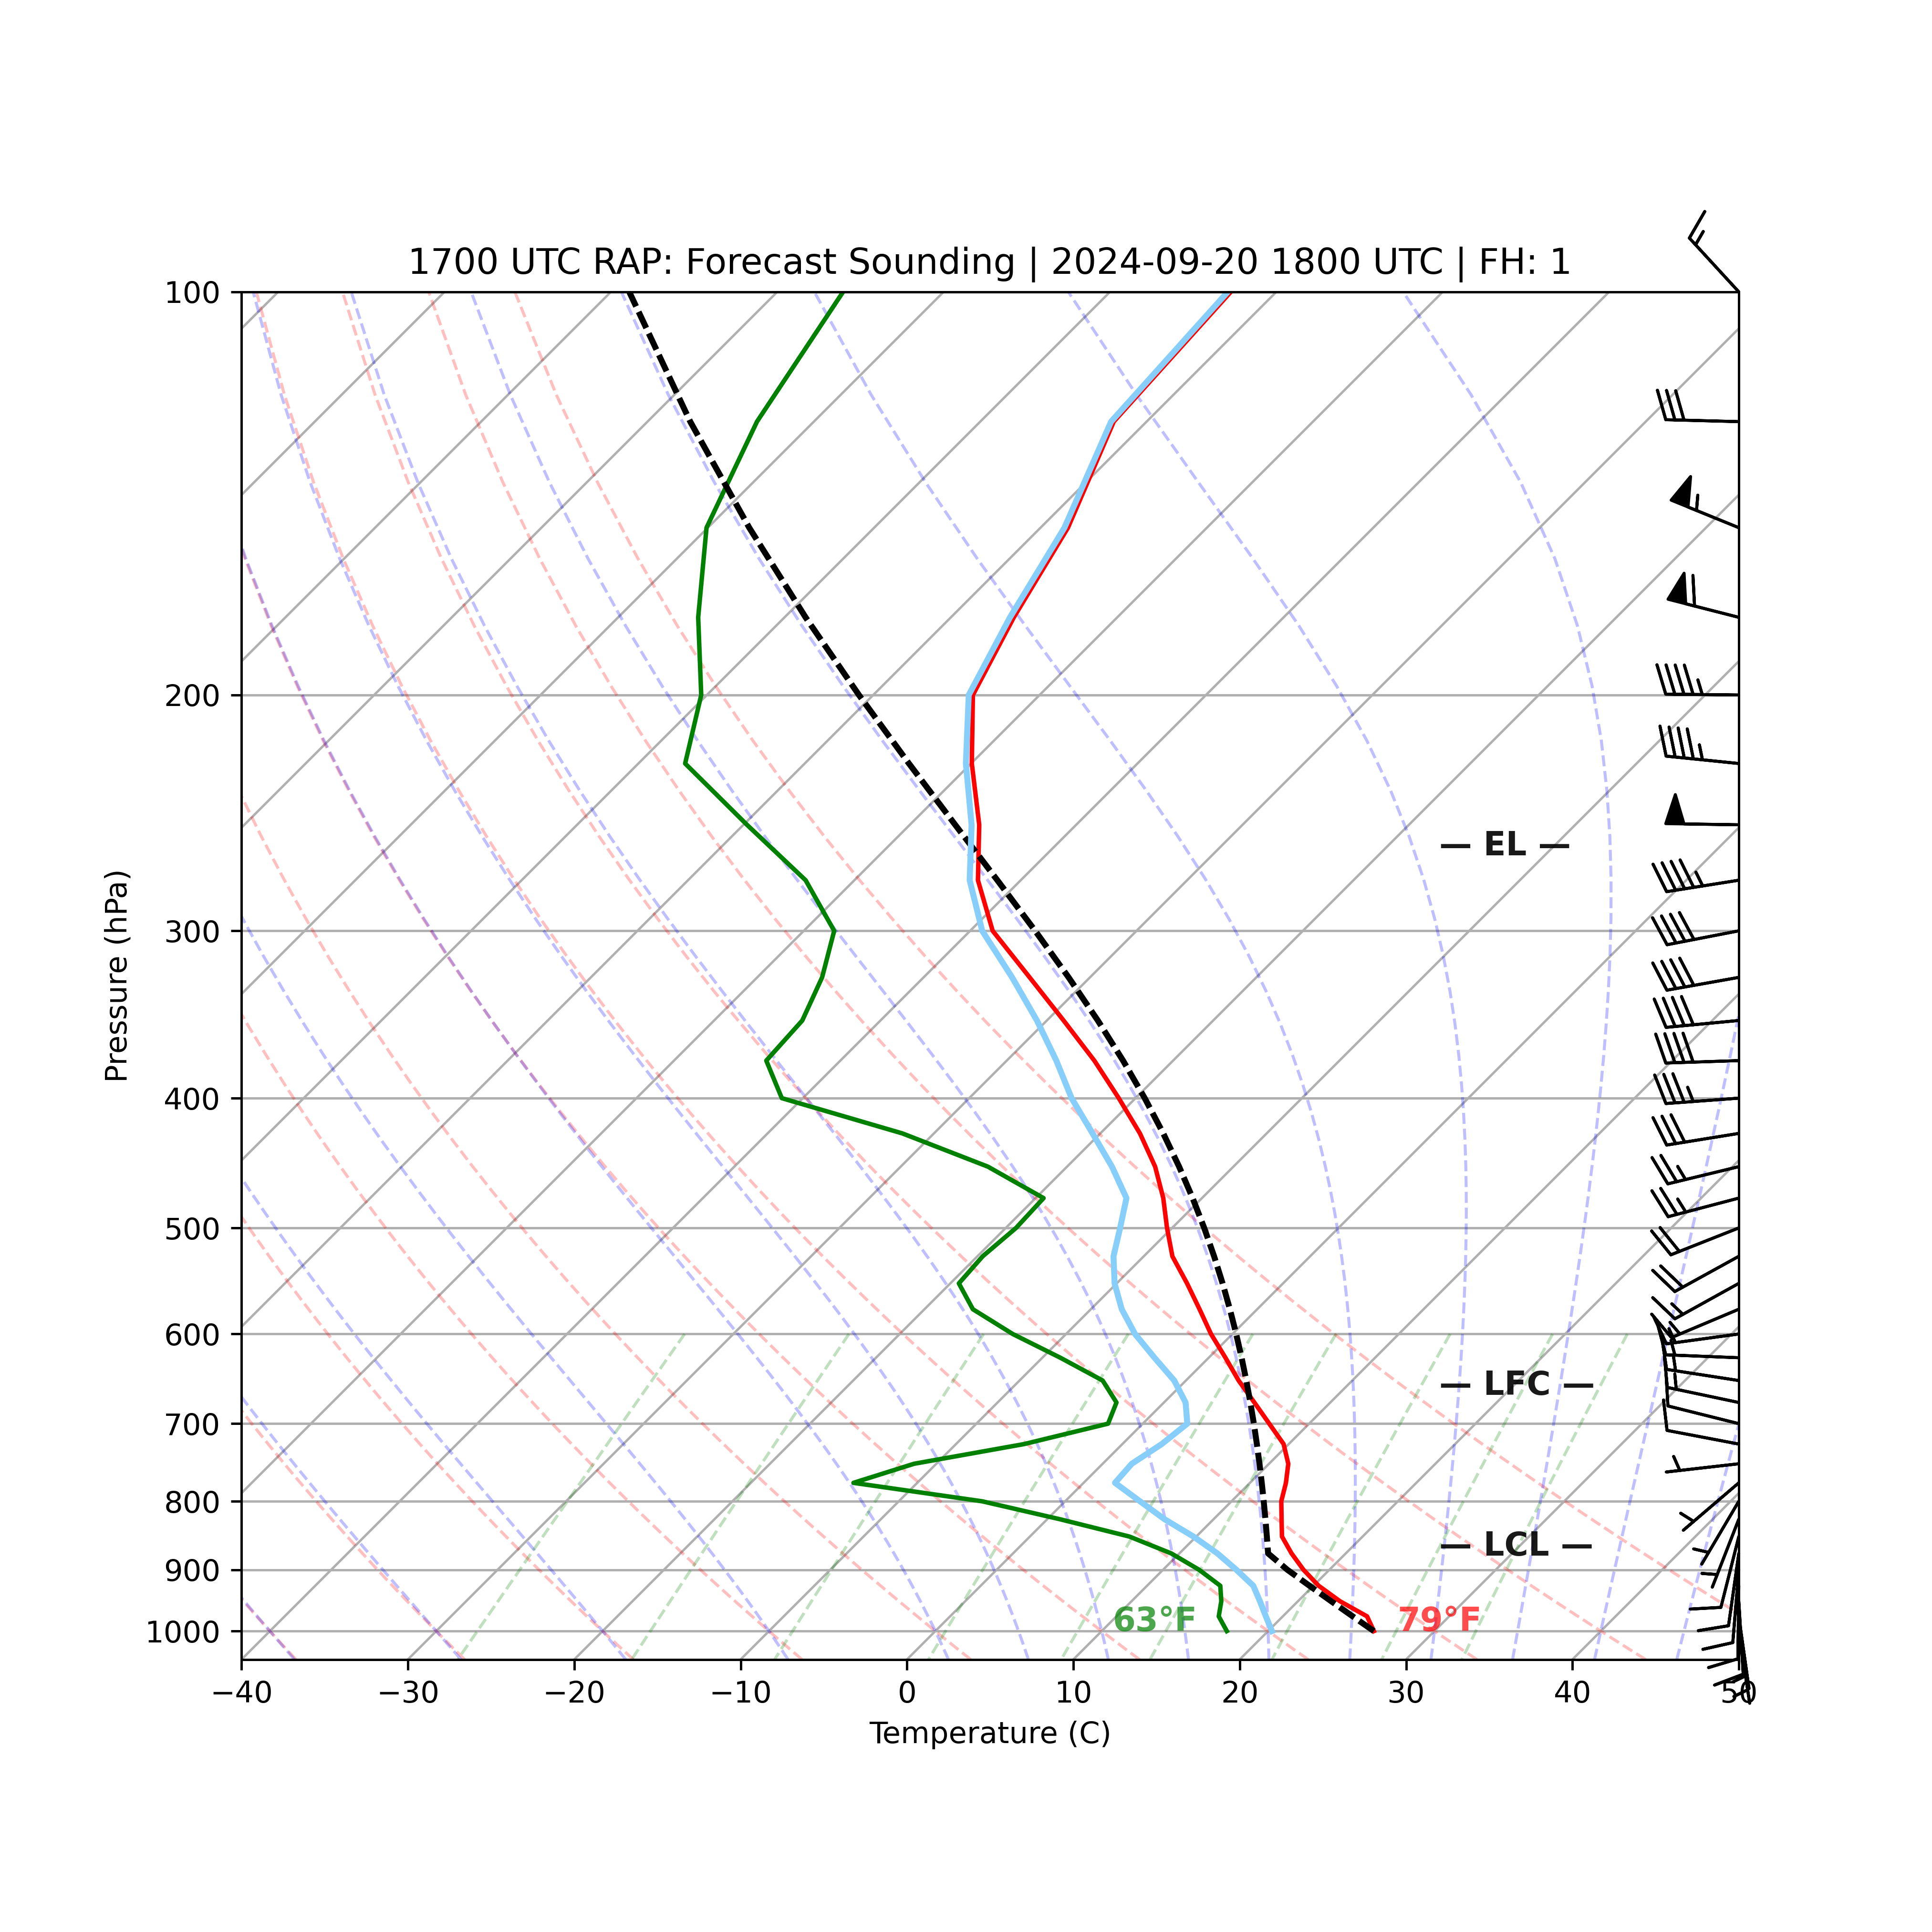 1700 UTC RAP: Forecast Sounding | 2024-09-20 1800 UTC | FH: 1
100
200
300
400
500
600
700
800
900
1000
Pressure (hPa)
— EL —
— LFC —
— LCL —
63°F
79°F
−40 −30 −20 −10 0 10 20 30 40 50
Temperature (C)